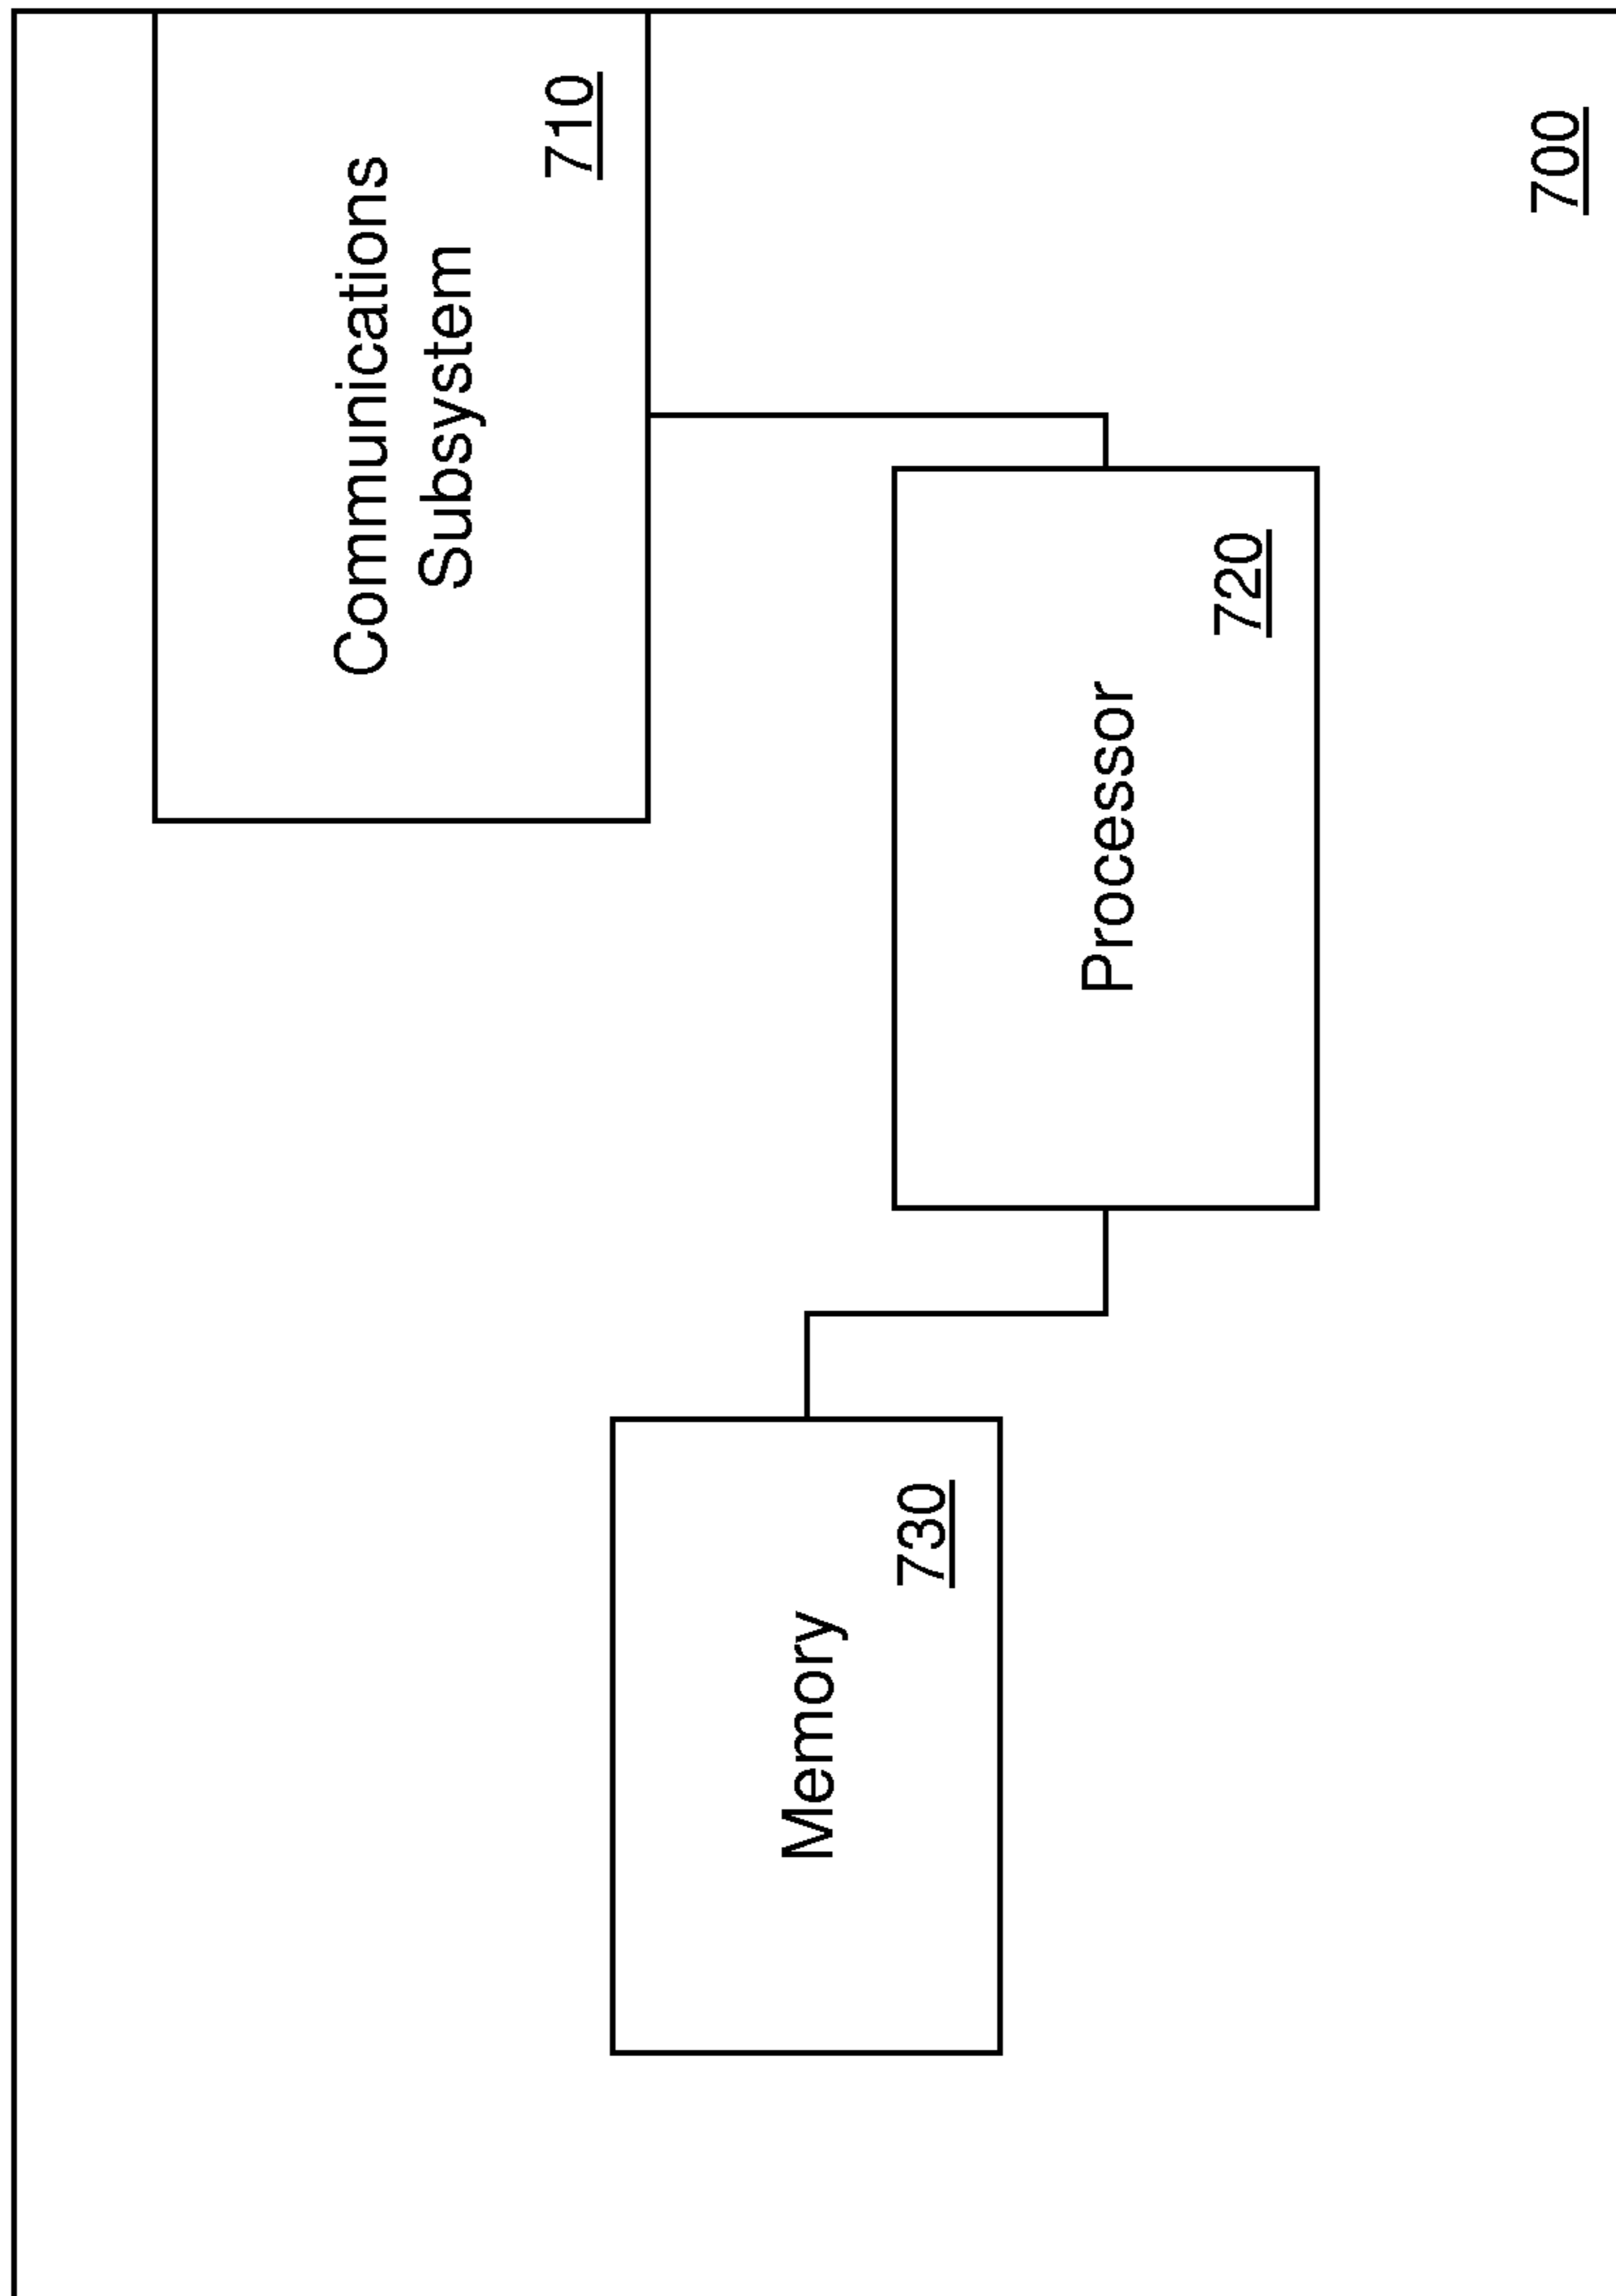 Communications
Subsystem
710
Processor
720
Memory
730
700